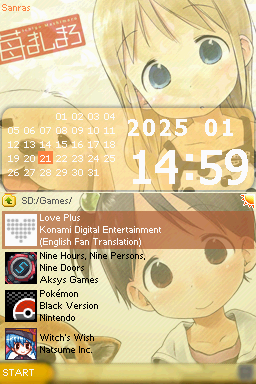 Sanras
苺ましまろ
2025 01
01 02 03 04
05 06 07 08 09 10 11
12 13 14 15 16 17 18
19 20 21 22 23 24 25
26 27 28 29 30 31
14:59
SD:/Games/
Love Plus
Konami Digital Entertainment
(English Fan Translation)
Nine Hours, Nine Persons,
Nine Doors
Aksys Games
Pokémon
Black Version
Nintendo
Witch's Wish
Natsume Inc.
START